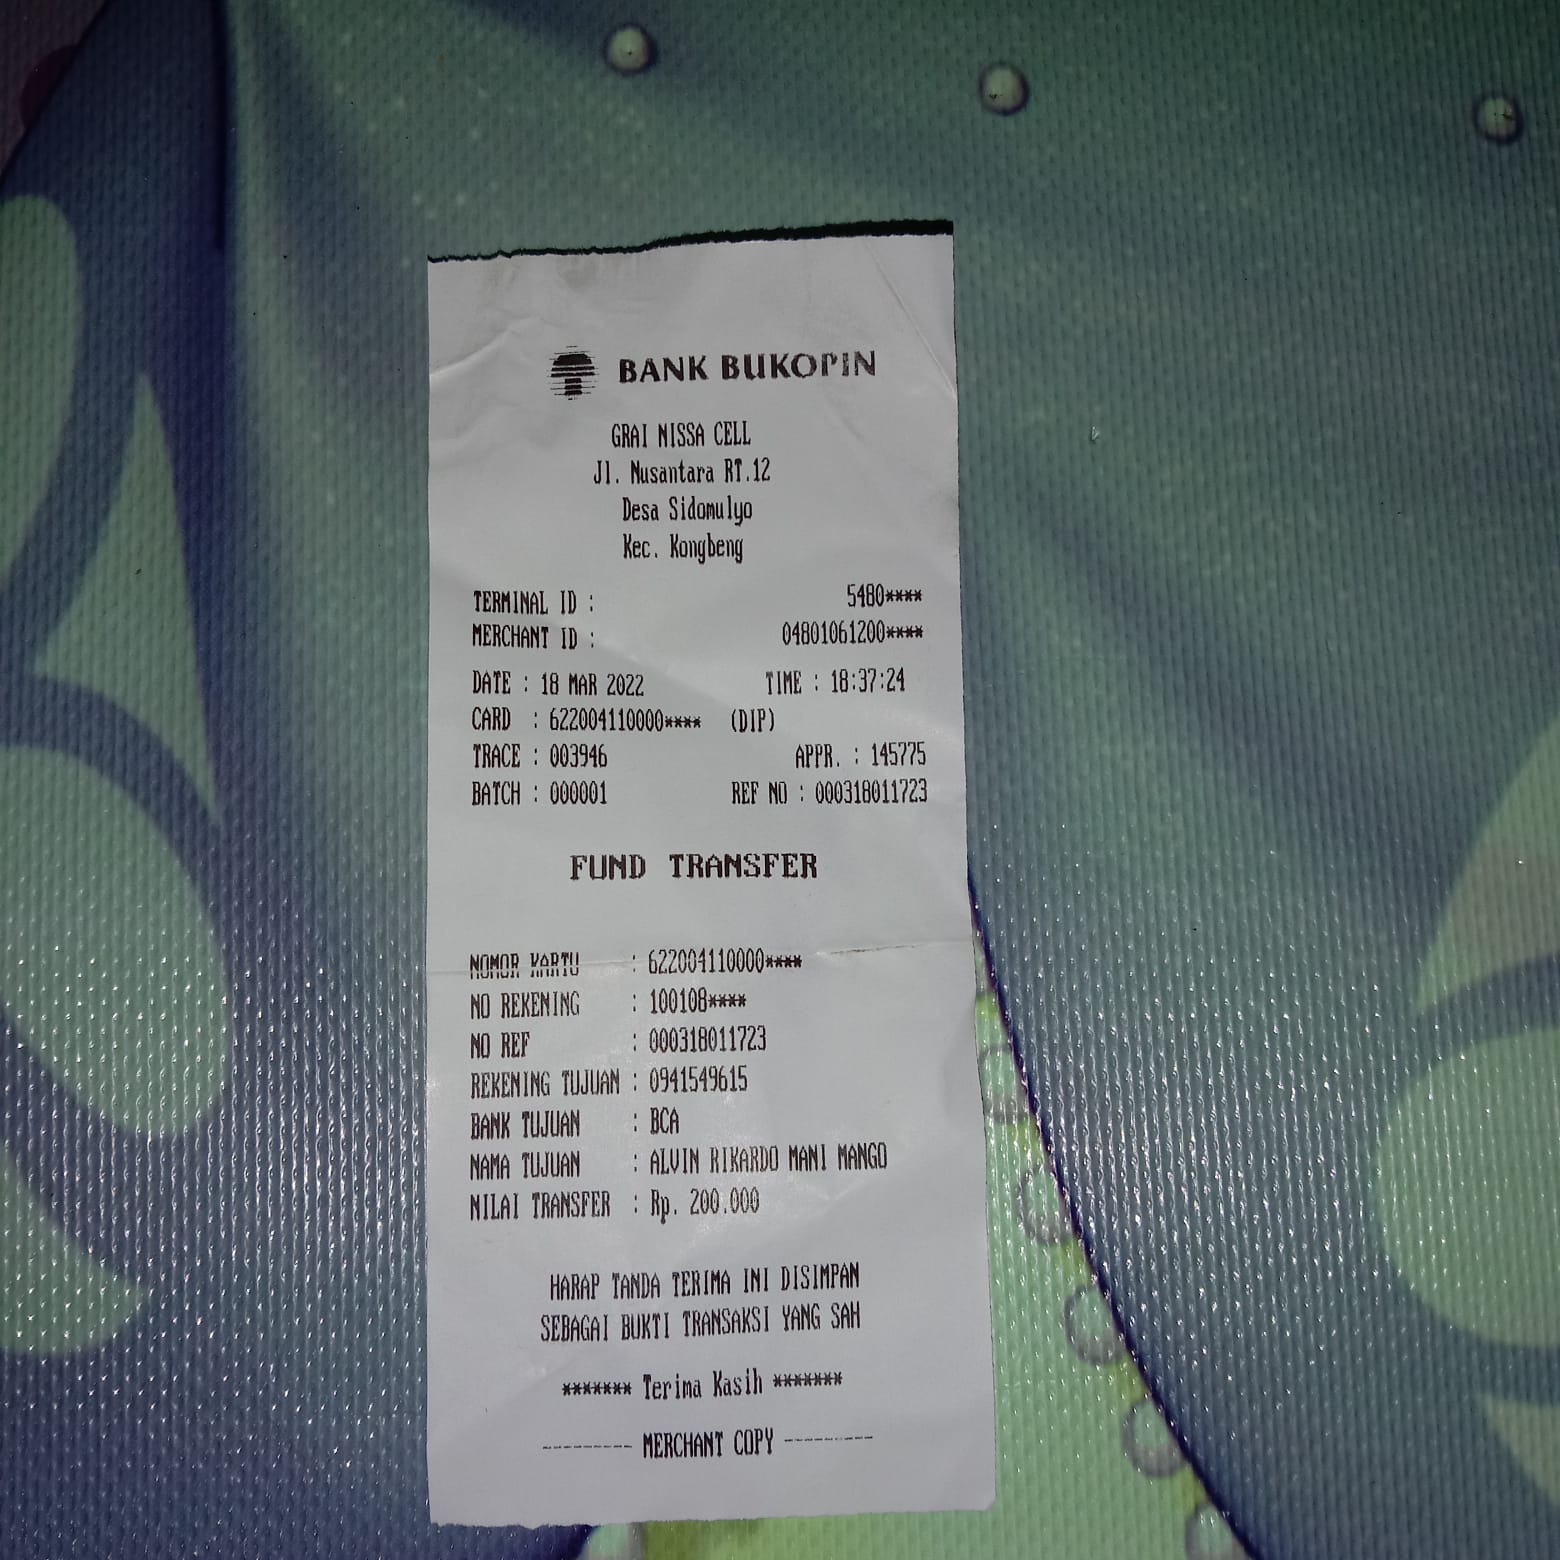 BANK BUKOPIN
GRAI NISSA CELL
Jl. Nusantara RT.12
Desa Sidomulyo
Kec. Kongbeng
TERMINAL ID : 5480****
MERCHANT ID : 04801061200****
DATE : 18 MAR 2022 TIME : 18:37:24
CARD : 622004110000**** (DIP)
TRACE : 003946 APPR. : 145775
BATCH : 000001 REF NO : 000318011723
FUND TRANSFER
NOMOR KARTU : 622004110000****
NO REKENING : 100108****
NO REF : 000318011723
REKENING TUJUAN : 0941549615
BANK TUJUAN : BCA
NAMA TUJUAN : ALVIN RIKARDO MANI MANGO
NILAI TRANSFER : Rp. 200.000
HARAP TANDA TERIMA INI DISIMPAN
SEBAGAI BUKTI TRANSAKSI YANG SAH
******* Terima Kasih *******
--------- MERCHANT COPY ---------